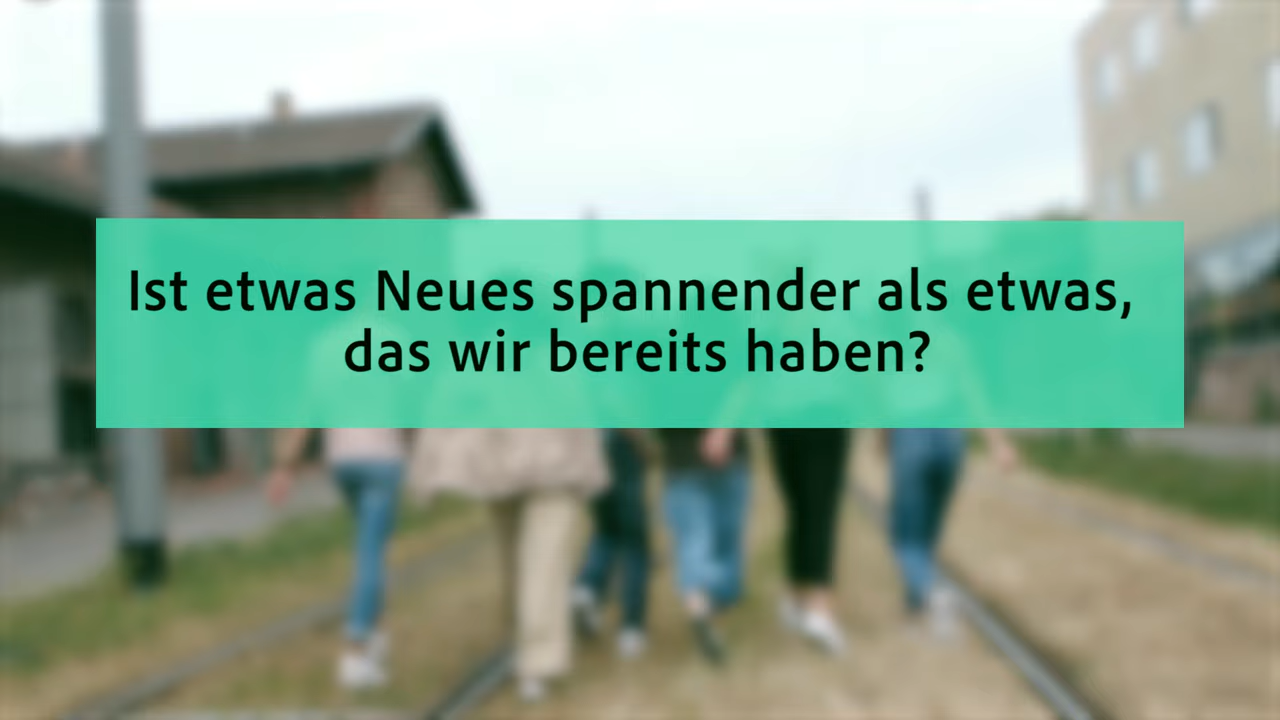 Ist etwas Neues spannender als etwas,
das wir bereits haben?